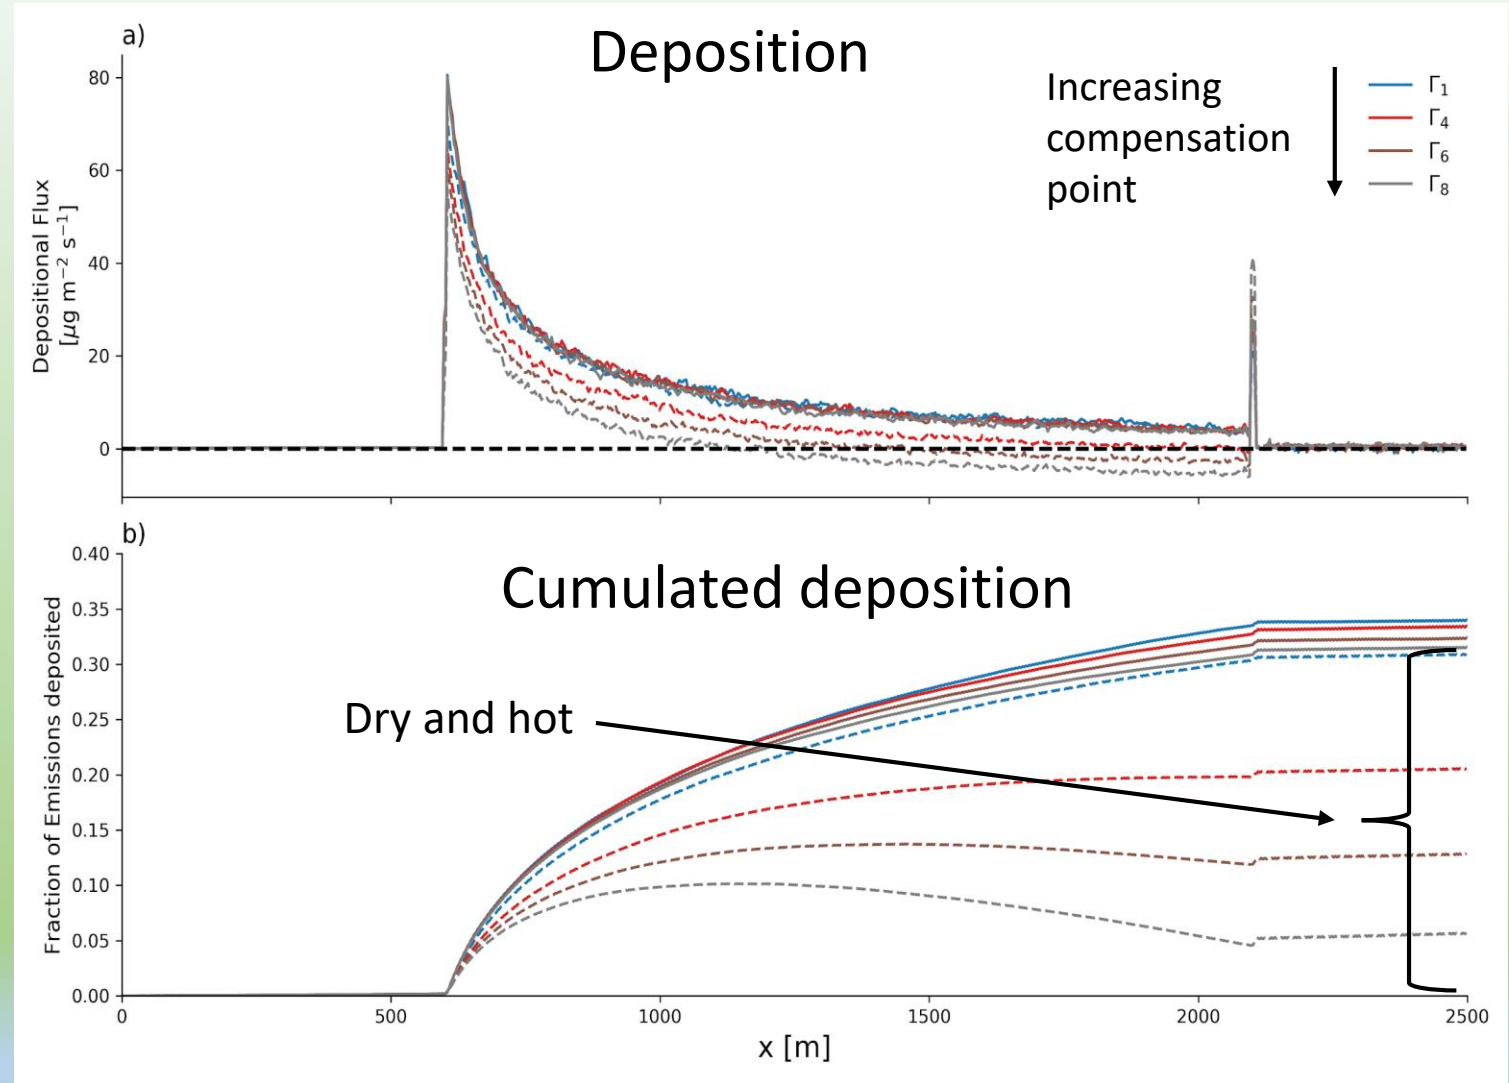 a)
Deposition
Increasing
compensation
point
Γ₁
Γ₄
Γ₆
Γ₈
Depositional Flux
[μg m⁻² s⁻¹]
80
60
40
20
0
b)
Cumulated deposition
Dry and hot
Fraction of Emissions deposited
0.40
0.35
0.30
0.25
0.20
0.15
0.10
0.05
0.00
0 500 1000 1500 2000 2500
x [m]